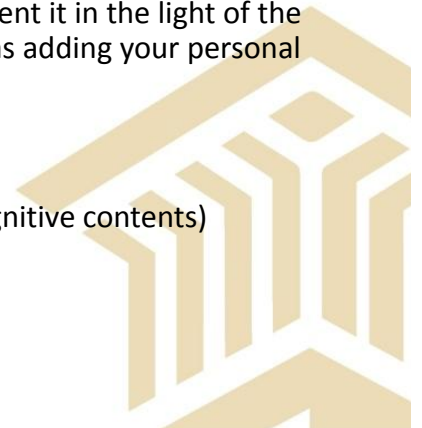 ent it in the light of the
s adding your personal
gnitive contents)